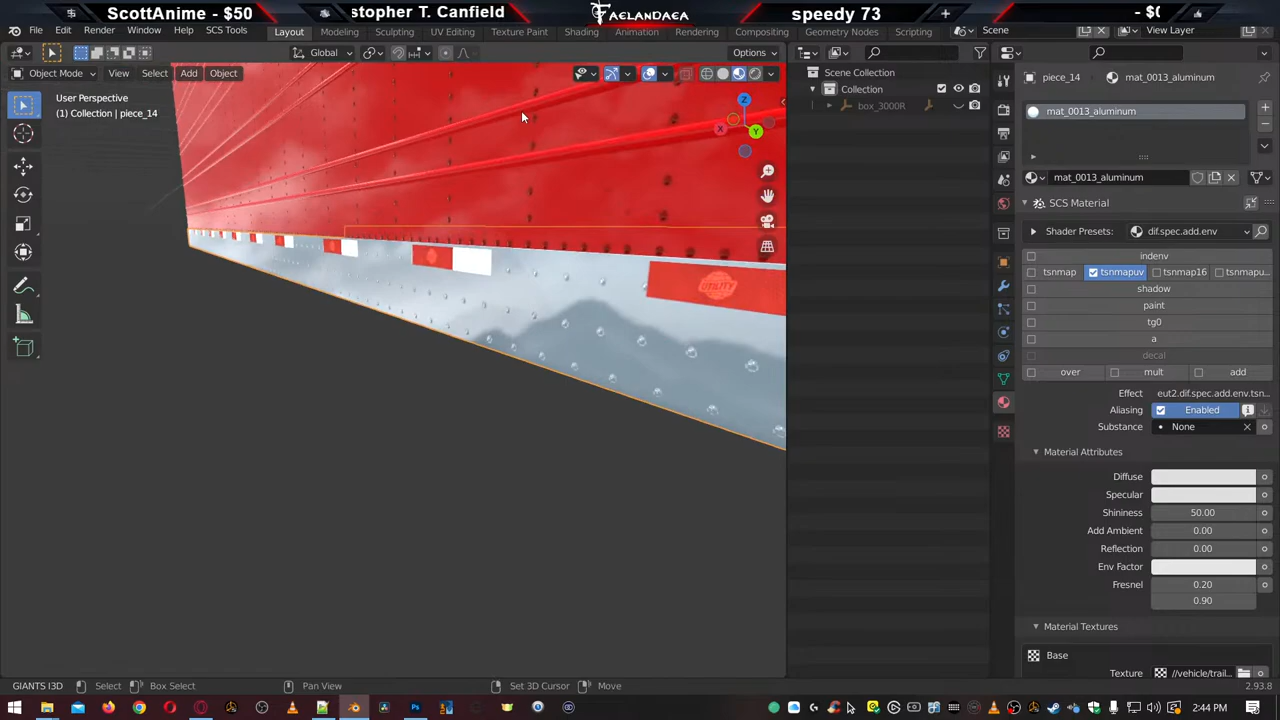 ScottAnime - $50
stopher T. Canfield
FAELANDAEA
speedy 73
- $(
File Edit Render Window Help SCS Tools
Layout Modeling Sculpting UV Editing Texture Paint Shading Animation Rendering Compositing Geometry Nodes Scripting
Scene
View Layer
Global
Options
Object Mode View Select Add Object
User Perspective
(1) Collection | piece_14
Z
X
Y
UTILITY
Scene Collection
Collection
box_3000R
piece_14
mat_0013_aluminum
mat_0013_aluminum
mat_0013_aluminum
SCS Material
Shader Presets: dif.spec.add.env
indenv
tsnmap tsnmapuv tsnmap16 tsnmapu...
shadow
paint
tg0
a
decal
over mult add
Effect eut2.dif.spec.add.env.tsn...
Aliasing Enabled
Substance None
Material Attributes
Diffuse
Specular
Shininess 50.00
Add Ambient 0.00
Reflection 0.00
Env Factor
Fresnel 0.20
0.90
Material Textures
Base
Texture //vehicle/trail...
GIANTS I3D Select Box Select Pan View Set 3D Cursor Move
2.93.8
2:44 PM